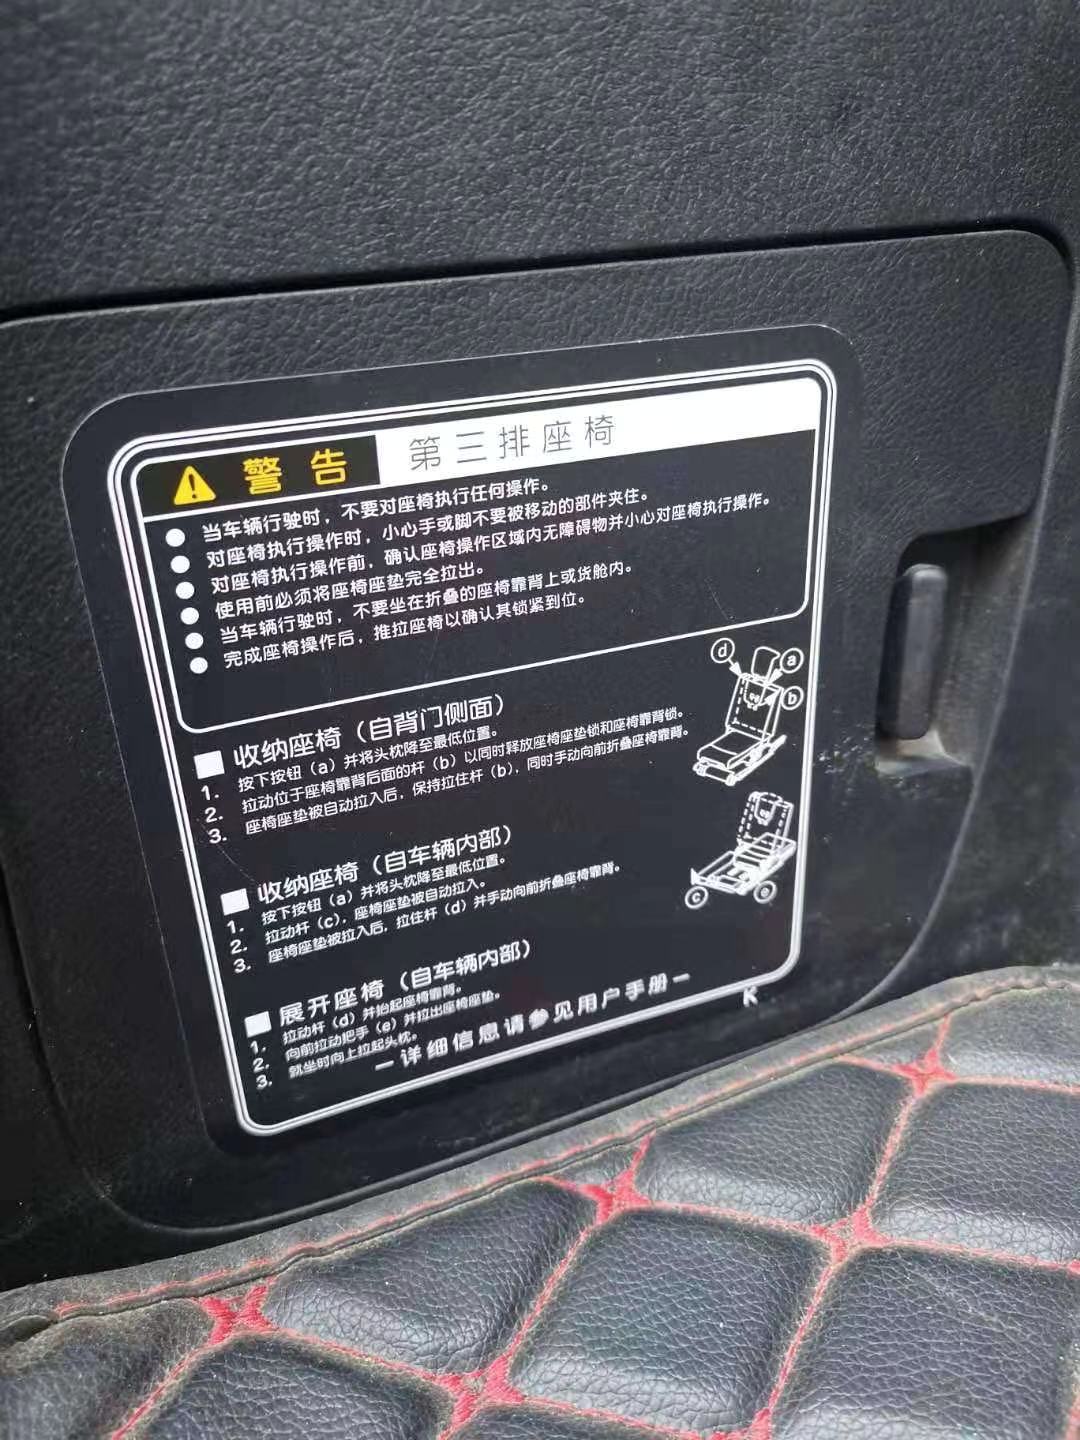 警告 第三排座椅
● 当车辆行驶时，不要对座椅执行任何操作。
● 对座椅执行操作时，小心手或脚不要被移动的部件夹住。
● 对座椅执行操作前，确认座椅操作区域内无障碍物并小心对座椅执行操作。
● 使用前必须将座椅座垫完全拉出。
● 当车辆行驶时，不要坐在折叠的座椅靠背上或货舱内。
● 完成座椅操作后，推拉座椅以确认其锁紧到位。
■ 收纳座椅（自背门侧面）
1. 按下按钮（a）并将头枕降至最低位置。
2. 拉动位于座椅靠背后面的杆（b）以同时释放座椅座垫锁和座椅靠背锁。
3. 座椅座垫被自动拉入后，保持拉住杆（b），同时手动向前折叠座椅靠背。
d
a
b
■ 收纳座椅（自车辆内部）
1. 按下按钮（a）并将头枕降至最低位置。
2. 拉动杆（c），座椅座垫被自动拉入。
3. 座椅座垫被拉入后，拉住杆（d）并手动向前折叠座椅靠背。
c
e
■ 展开座椅（自车辆内部）
1. 拉动杆（d）并抬起座椅靠背。
2. 向前拉动把手（e）并拉出座椅座垫。
3. 就坐时向上拉起头枕。
－详细信息请参见用户手册－
K